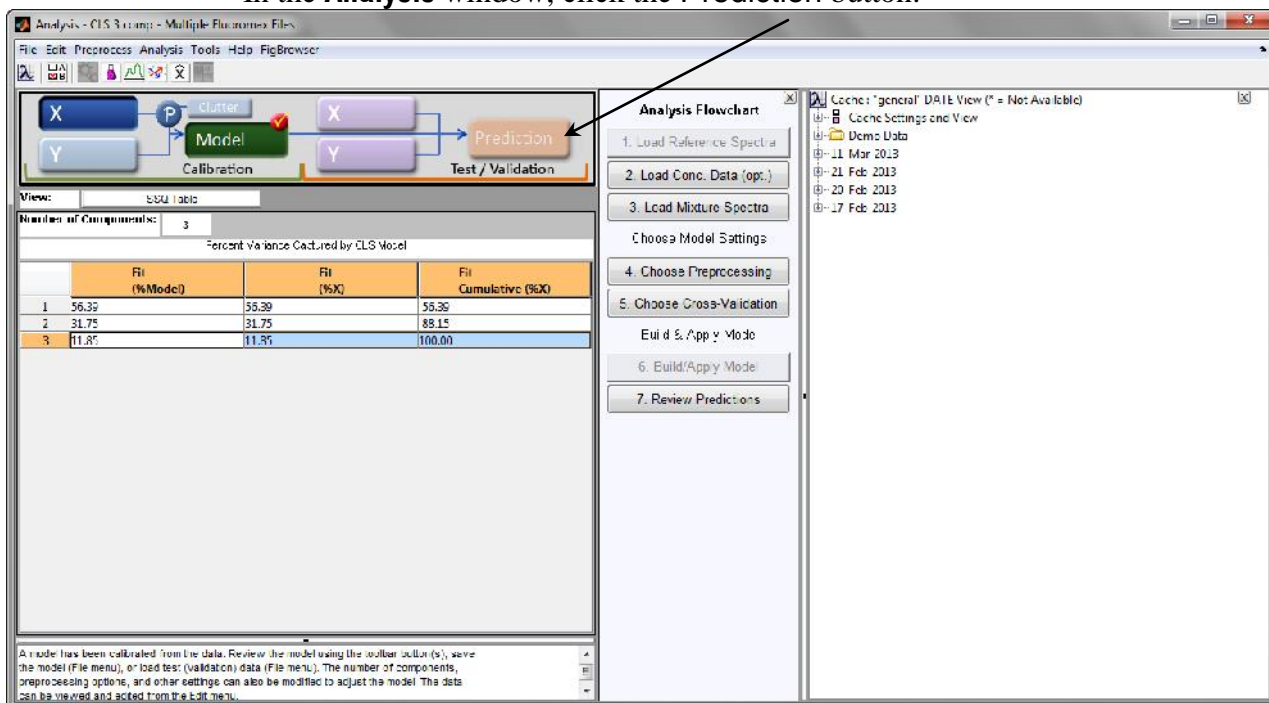 In the Analysis window, click the Prediction button.
Analysis - CLS 3 comp - Multiple Fluoromax Files
File Edit Preprocess Analysis Tools Help FigBrowser
X
Y
P
Clutter
Model
Calibration
X
Y
Prediction
Test / Validation
View: SSQ Table
Number of Components: 3
Percent Variance Captured by CLS Model
Fit (%Model) Fit (%X) Fit Cumulative (%X)
1 56.39 56.39 56.39
2 31.75 31.75 88.15
3 11.85 11.85 100.00
A model has been calibrated from the data. Review the model using the toolbar button(s), save
the model (File menu), or load test (validation) data (File menu). The number of components,
preprocessing options, and other settings can also be modified to adjust the model. The data
can be viewed and edited from the Edit menu.
Analysis Flowchart
1. Load Reference Spectra
2. Load Conc. Data (opt.)
3. Load Mixture Spectra
Choose Model Settings
4. Choose Preprocessing
5. Choose Cross-Validation
Build & Apply Model
6. Build/Apply Model
7. Review Predictions
Cache: "general" DATE View (* = Not Available)
Cache Settings and View
Demo Data
11 Mar 2013
21 Feb 2013
20 Feb 2013
17 Feb 2013